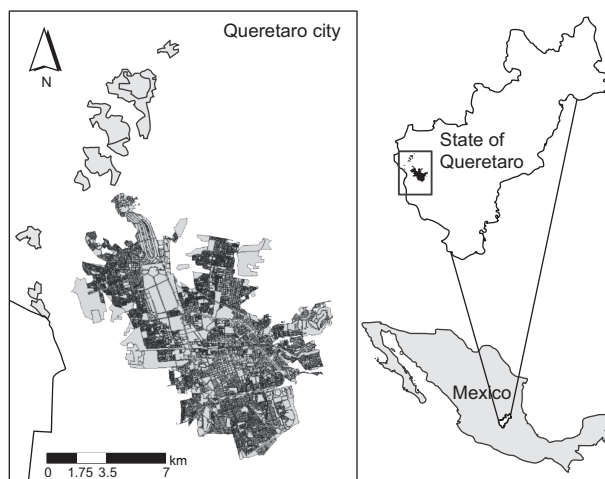 Queretaro city
N
State of
Queretaro
Mexico
km
0 1.75 3.5 7